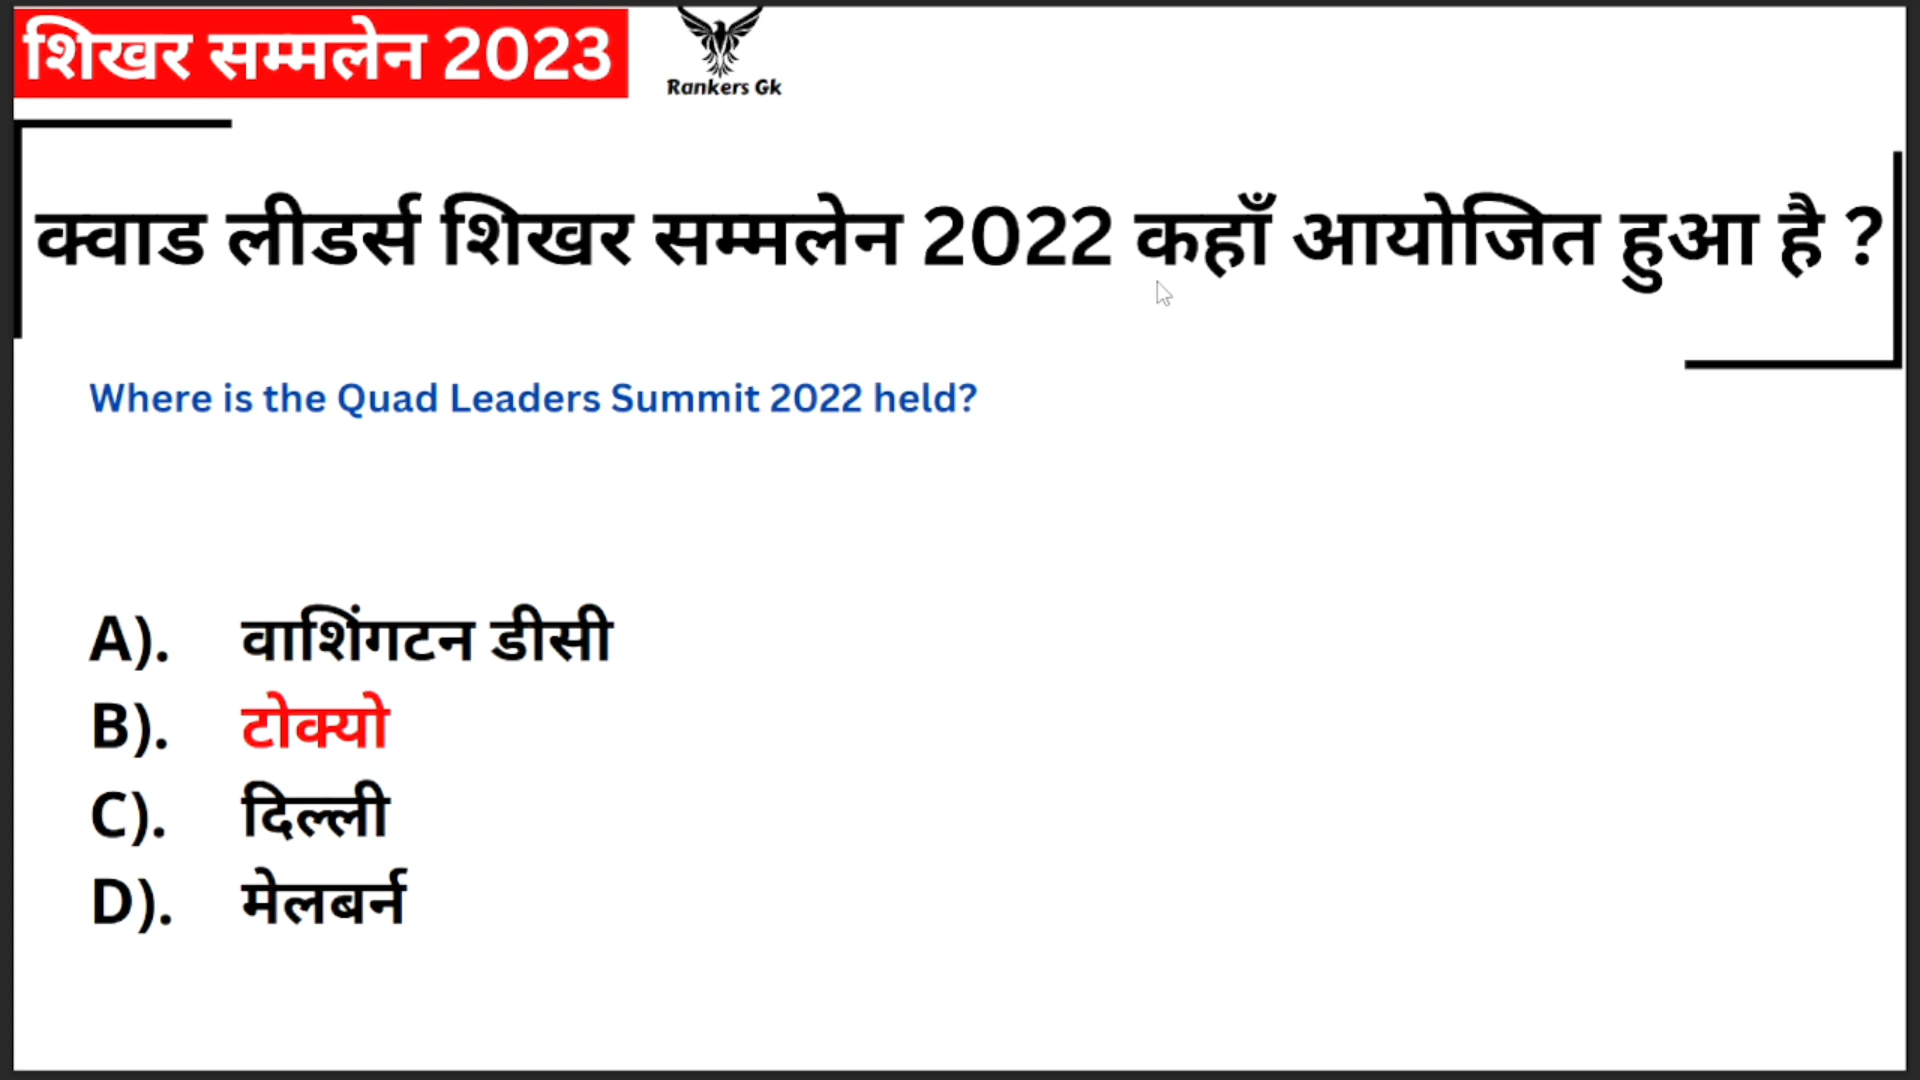 शिखर सम्मलेन 2023
Rankers Gk
क्वाड लीडर्स शिखर सम्मलेन 2022 कहाँ आयोजित हुआ है ?
Where is the Quad Leaders Summit 2022 held?
A). वाशिंगटन डीसी
B). टोक्यो
C). दिल्ली
D). मेलबर्न